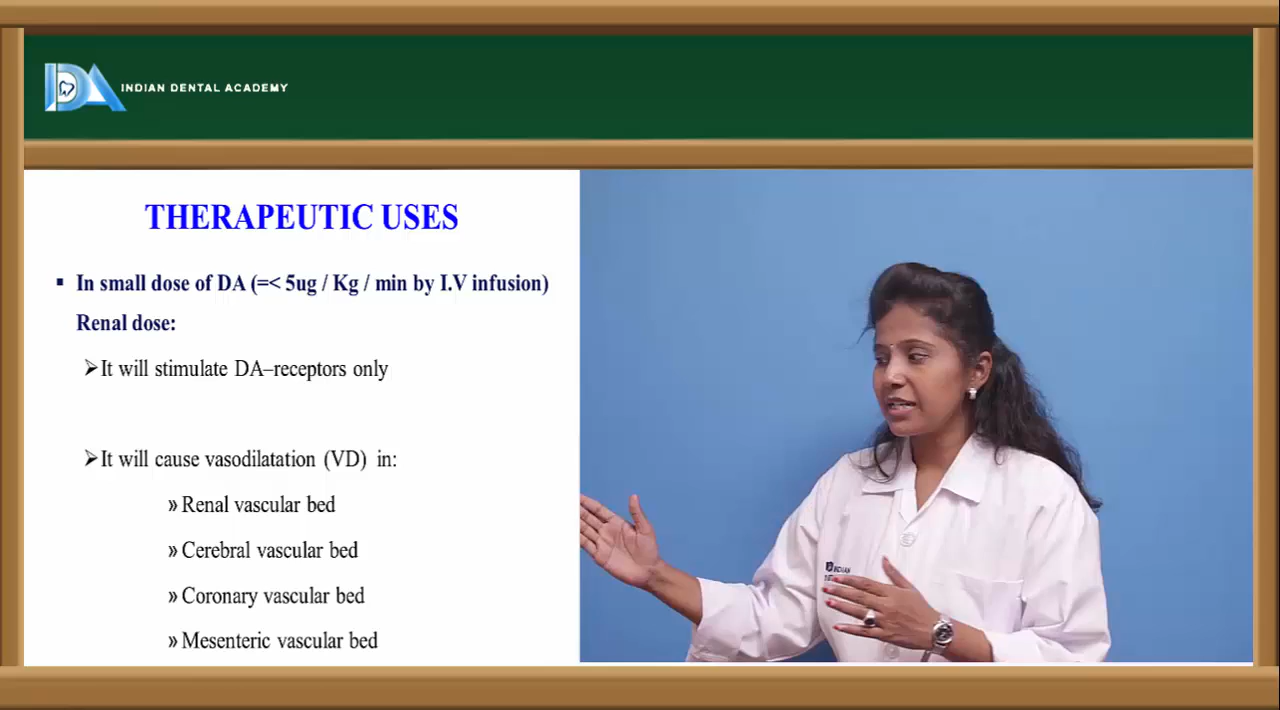 INDIAN DENTAL ACADEMY
THERAPEUTIC USES
▪ In small dose of DA (=< 5ug / Kg / min by I.V infusion)
Renal dose:
➢It will stimulate DA–receptors only
➢It will cause vasodilatation (VD) in:
» Renal vascular bed
» Cerebral vascular bed
» Coronary vascular bed
» Mesenteric vascular bed
INDIAN